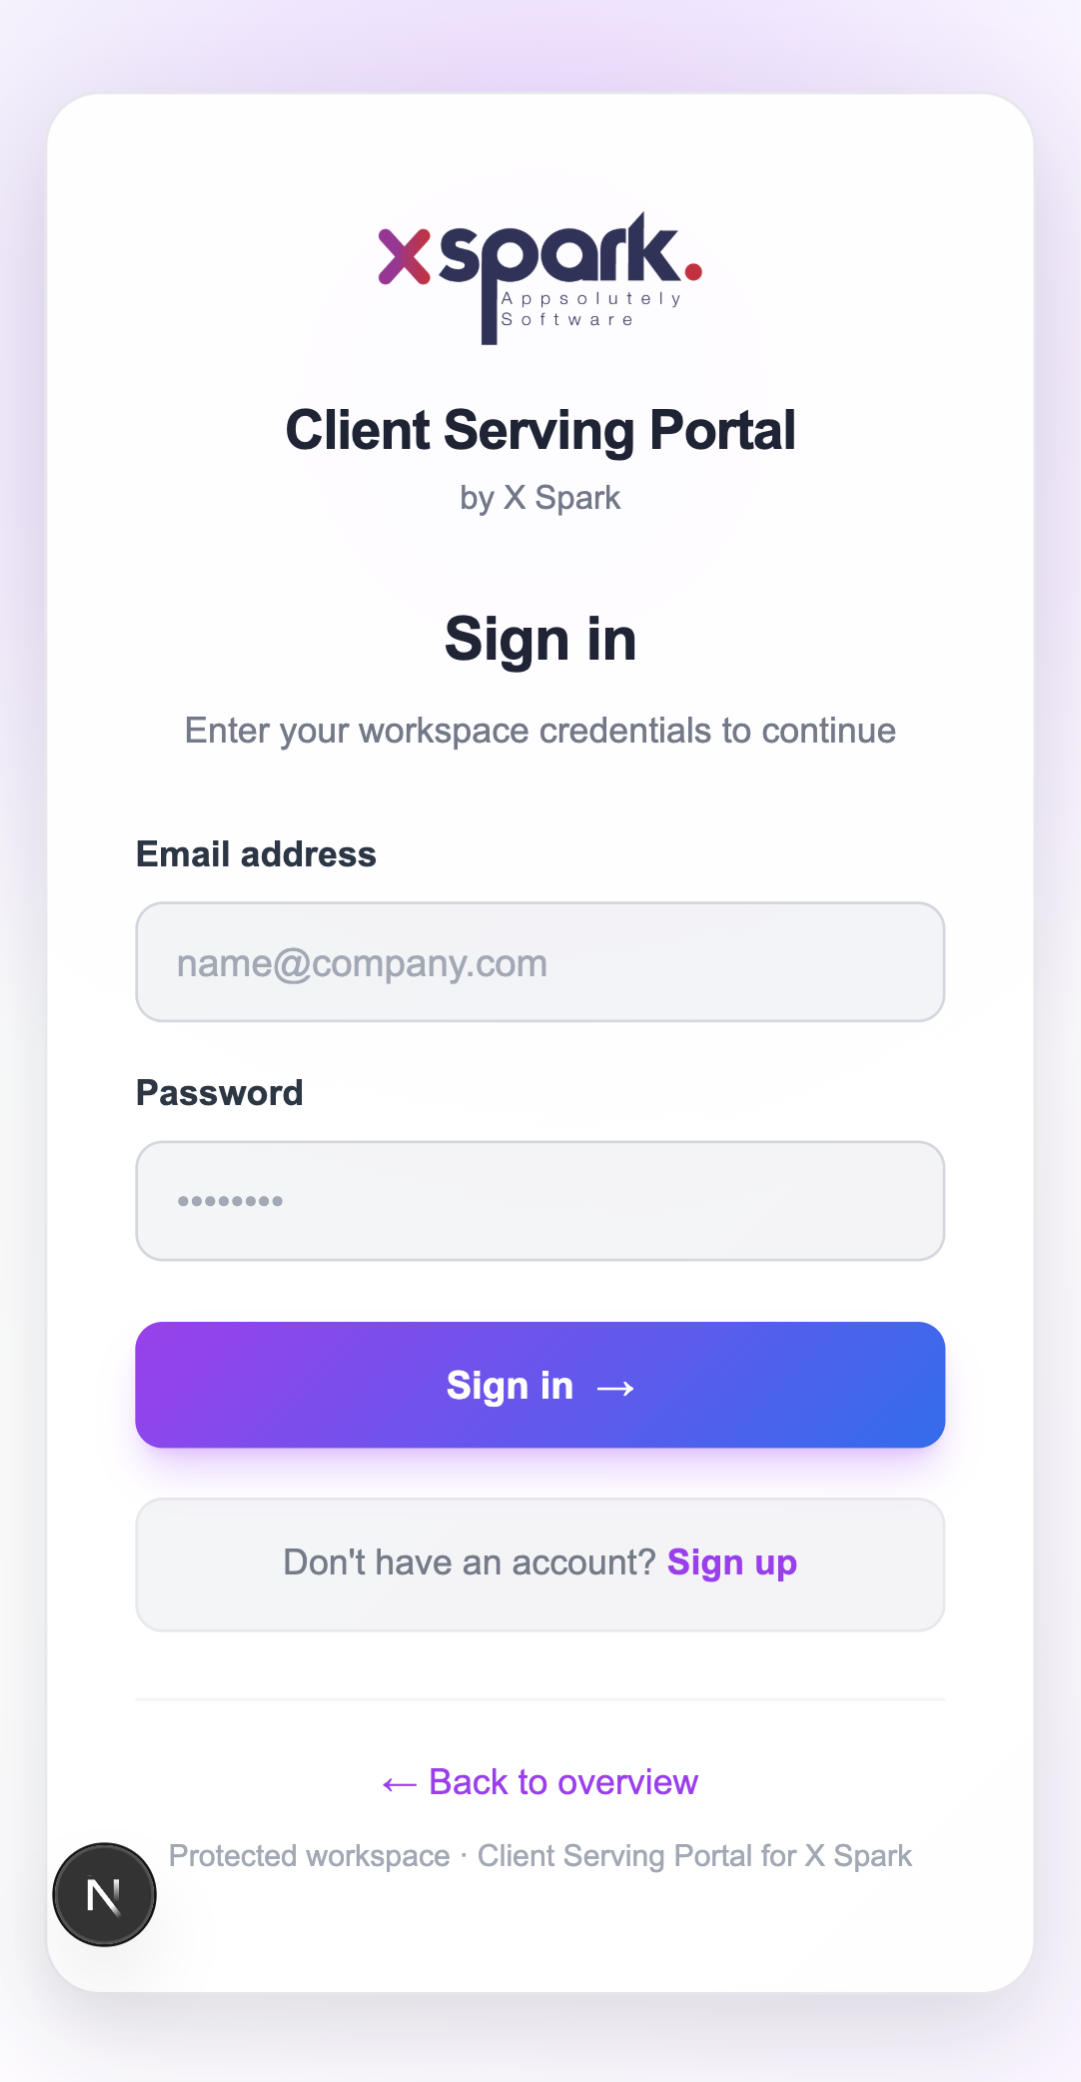 xspark.
Appsolutely
Software
Client Serving Portal
by X Spark
Sign in
Enter your workspace credentials to continue
Email address
name@company.com
Password
••••••••
Sign in →
Don't have an account? Sign up
← Back to overview
Protected workspace · Client Serving Portal for X Spark
N